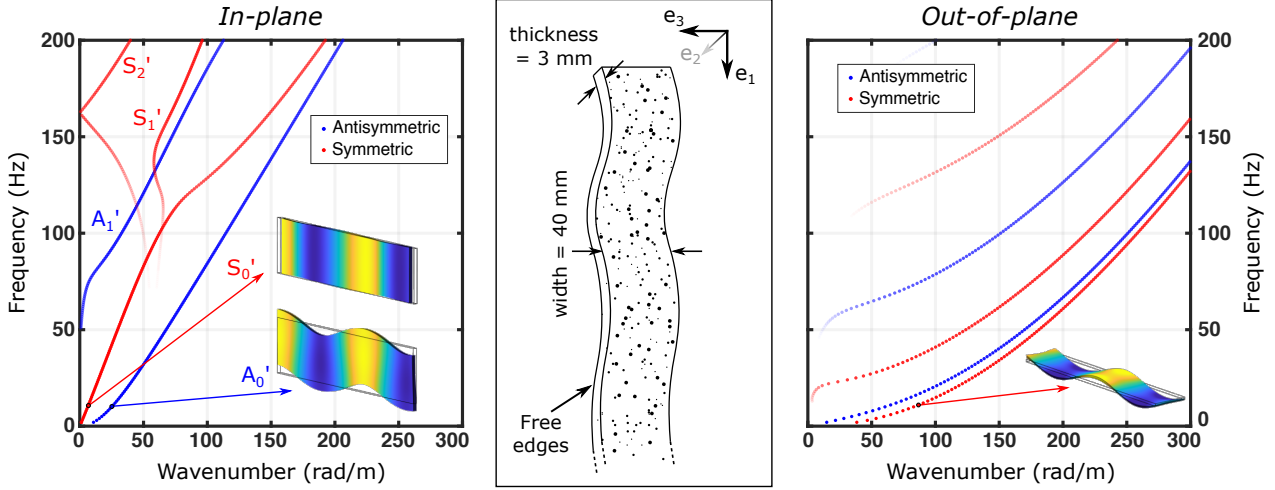 In-plane
200
150
100
50
0
Frequency (Hz)
S2'
S1'
A1'
S0'
A0'
Antisymmetric
Symmetric
0
50
100
150
200
250
300
Wavenumber (rad/m)
thickness
= 3 mm
e3
e2
e1
width = 40 mm
Free
edges
Out-of-plane
Antisymmetric
Symmetric
200
150
100
50
0
Frequency (Hz)
0
50
100
150
200
250
300
Wavenumber (rad/m)